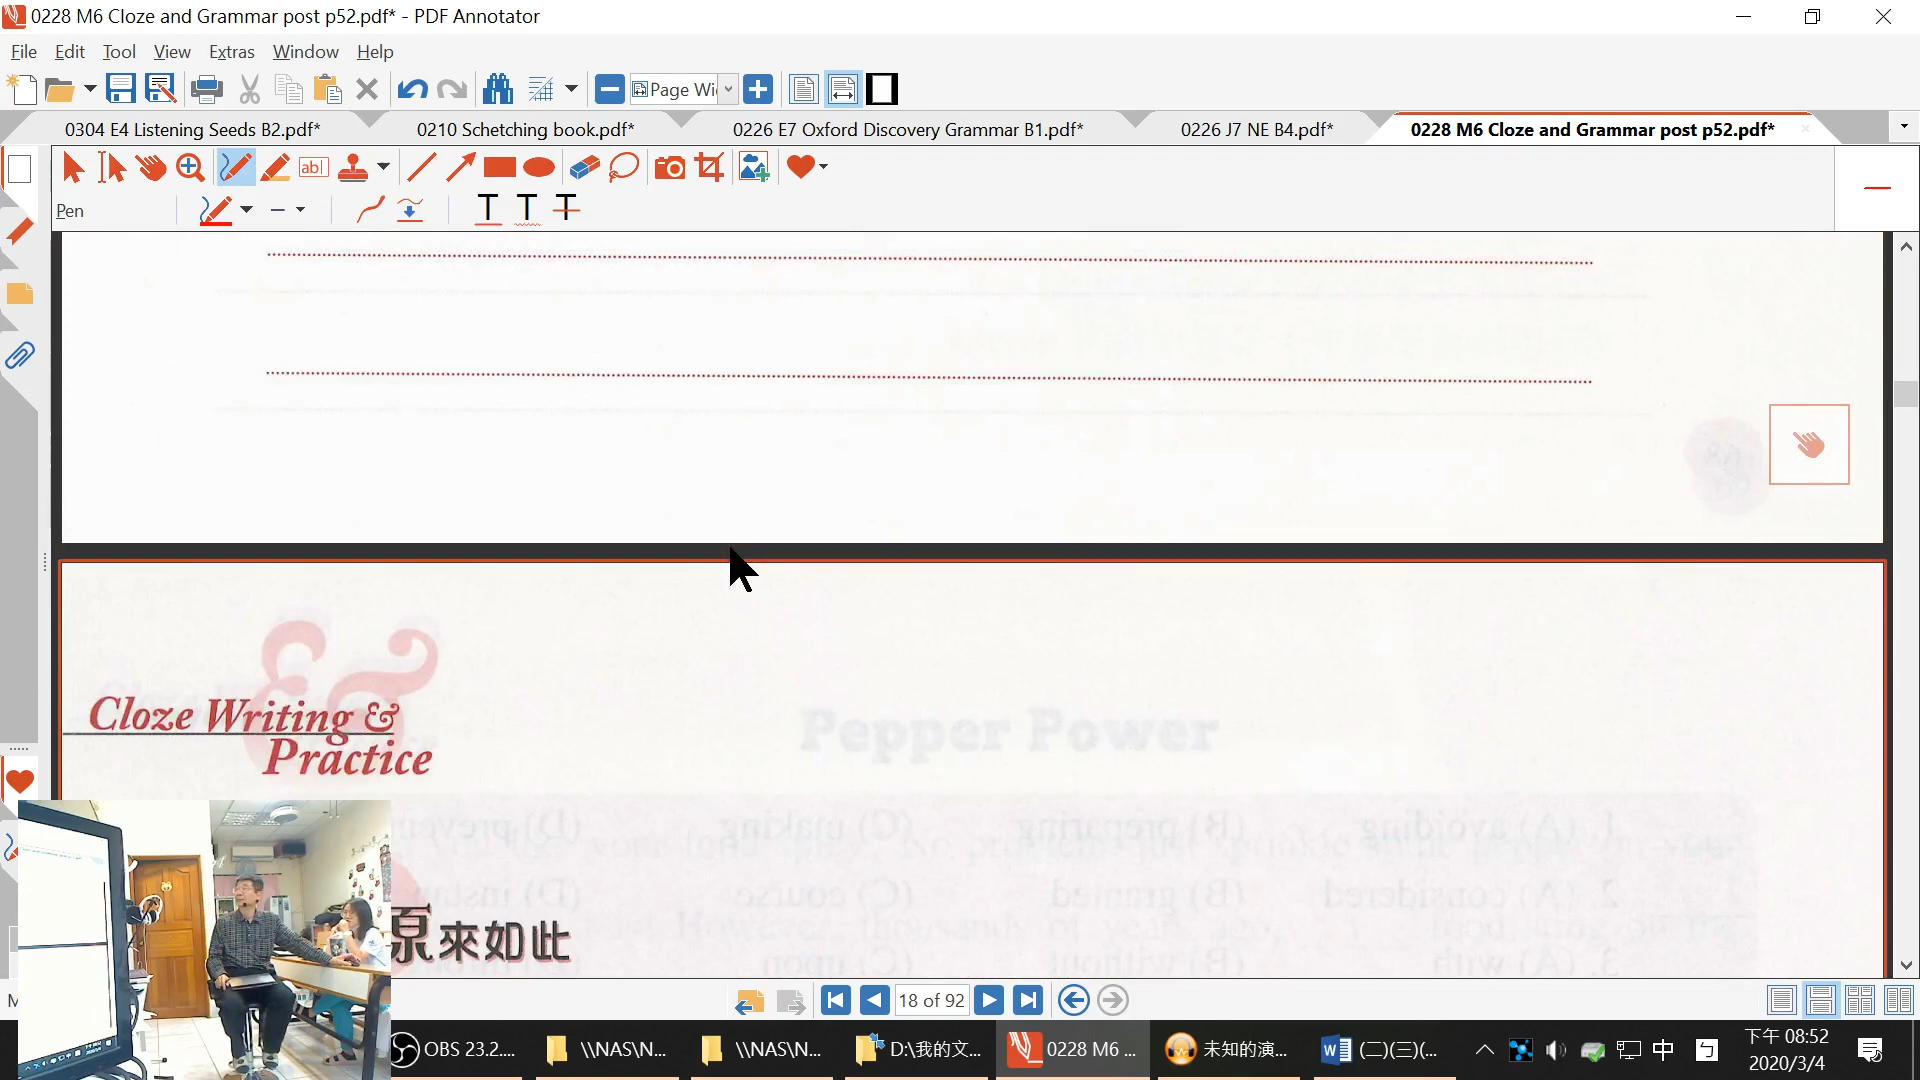 0228 M6 Cloze and Grammar post p52.pdf* - PDF Annotator
File Edit Tool View Extras Window Help
Page Wi
0304 E4 Listening Seeds B2.pdf* 0210 Schetching book.pdf* 0226 E7 Oxford Discovery Grammar B1.pdf* 0226 J7 NE B4.pdf* 0228 M6 Cloze and Grammar post p52.pdf*
Pen
Cloze Writing &
Practice
Pepper Power
原來如此
18 of 92
OBS 23.2.... \\NAS\N... \\NAS\N... D:\我的文... 0228 M6 ... 未知的演... (二)(三)(... 中 ㄅ 下午 08:52
2020/3/4